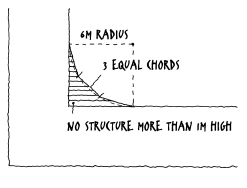 6M RADIUS
3 EQUAL CHORDS
NO STRUCTURE MORE THAN 1M HIGH